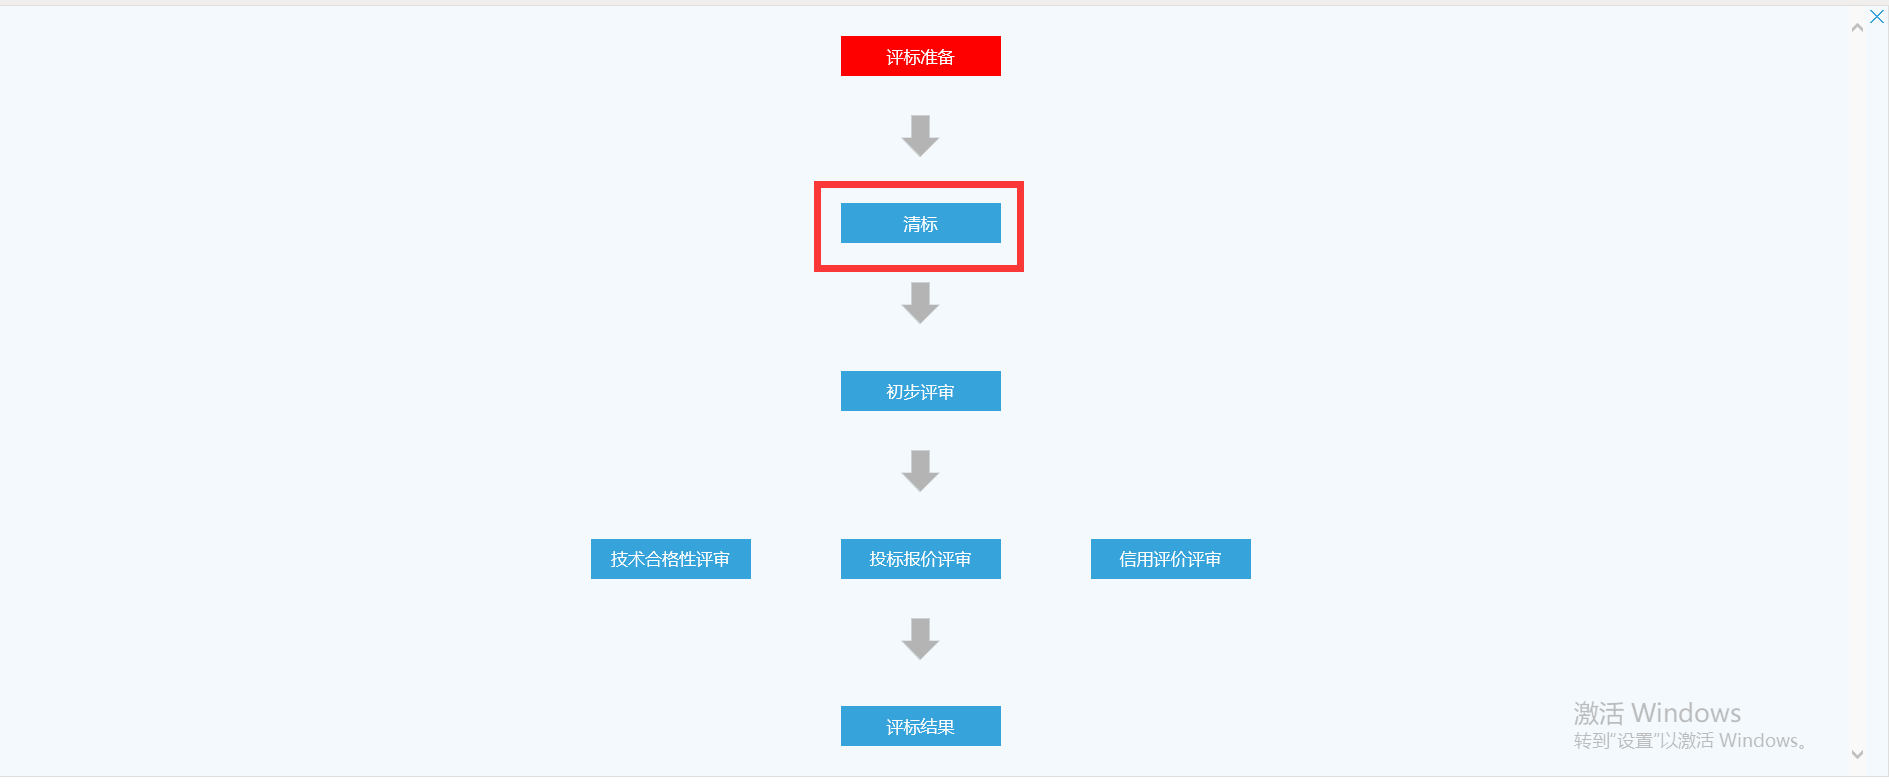 评标准备
清标
初步评审
技术合格性评审
投标报价评审
信用评价评审
评标结果
激活 Windows
转到“设置”以激活 Windows。